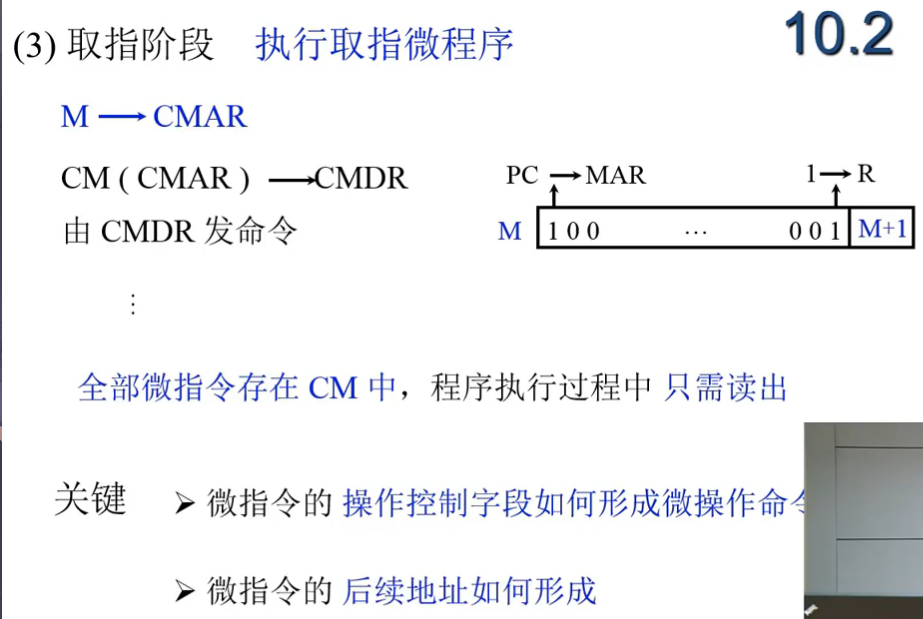 (3) 取指阶段 执行取指微程序
10.2
M → CMAR
CM ( CMAR ) → CMDR
由 CMDR 发命令
⋮
PC → MAR 1 → R
M 1 0 0 ··· 0 0 1 M+1
全部微指令存在 CM 中，程序执行过程中 只需读出
关键 ➢ 微指令的 操作控制字段如何形成微操作命
➢ 微指令的 后续地址如何形成